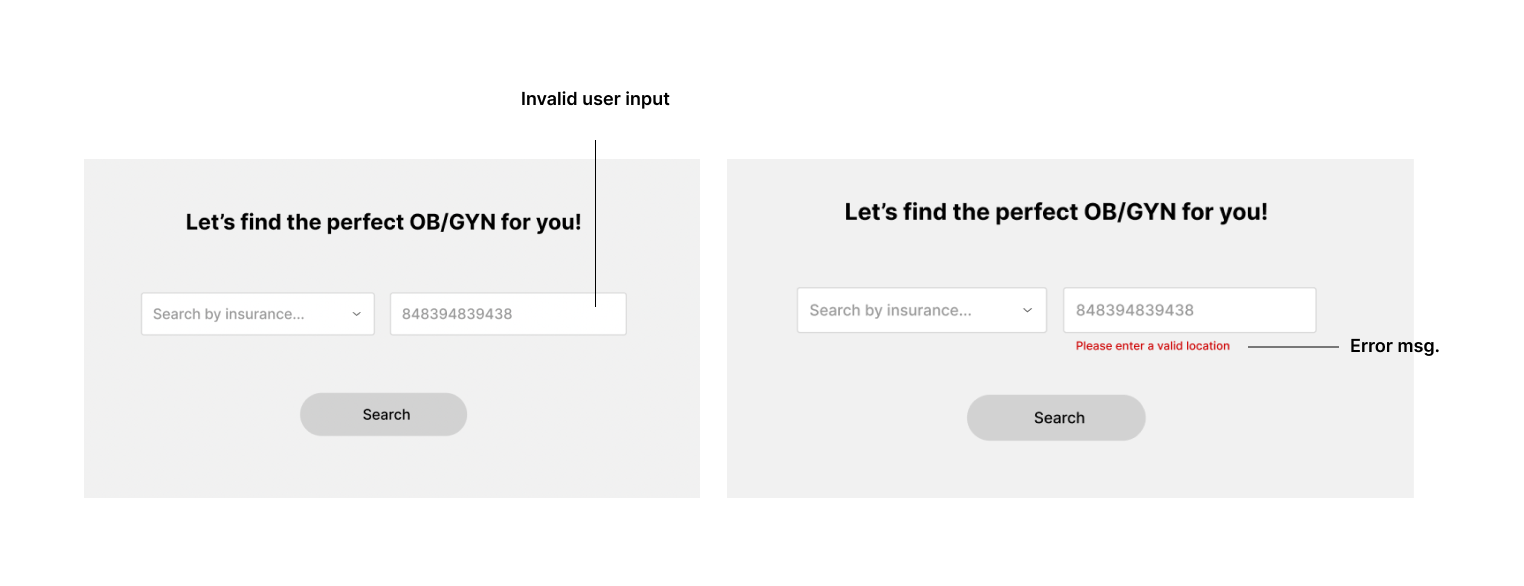 Invalid user input
Let's find the perfect OB/GYN for you!
Search by insurance...
848394839438
Search
Let's find the perfect OB/GYN for you!
Search by insurance...
848394839438
Please enter a valid location
Error msg.
Search